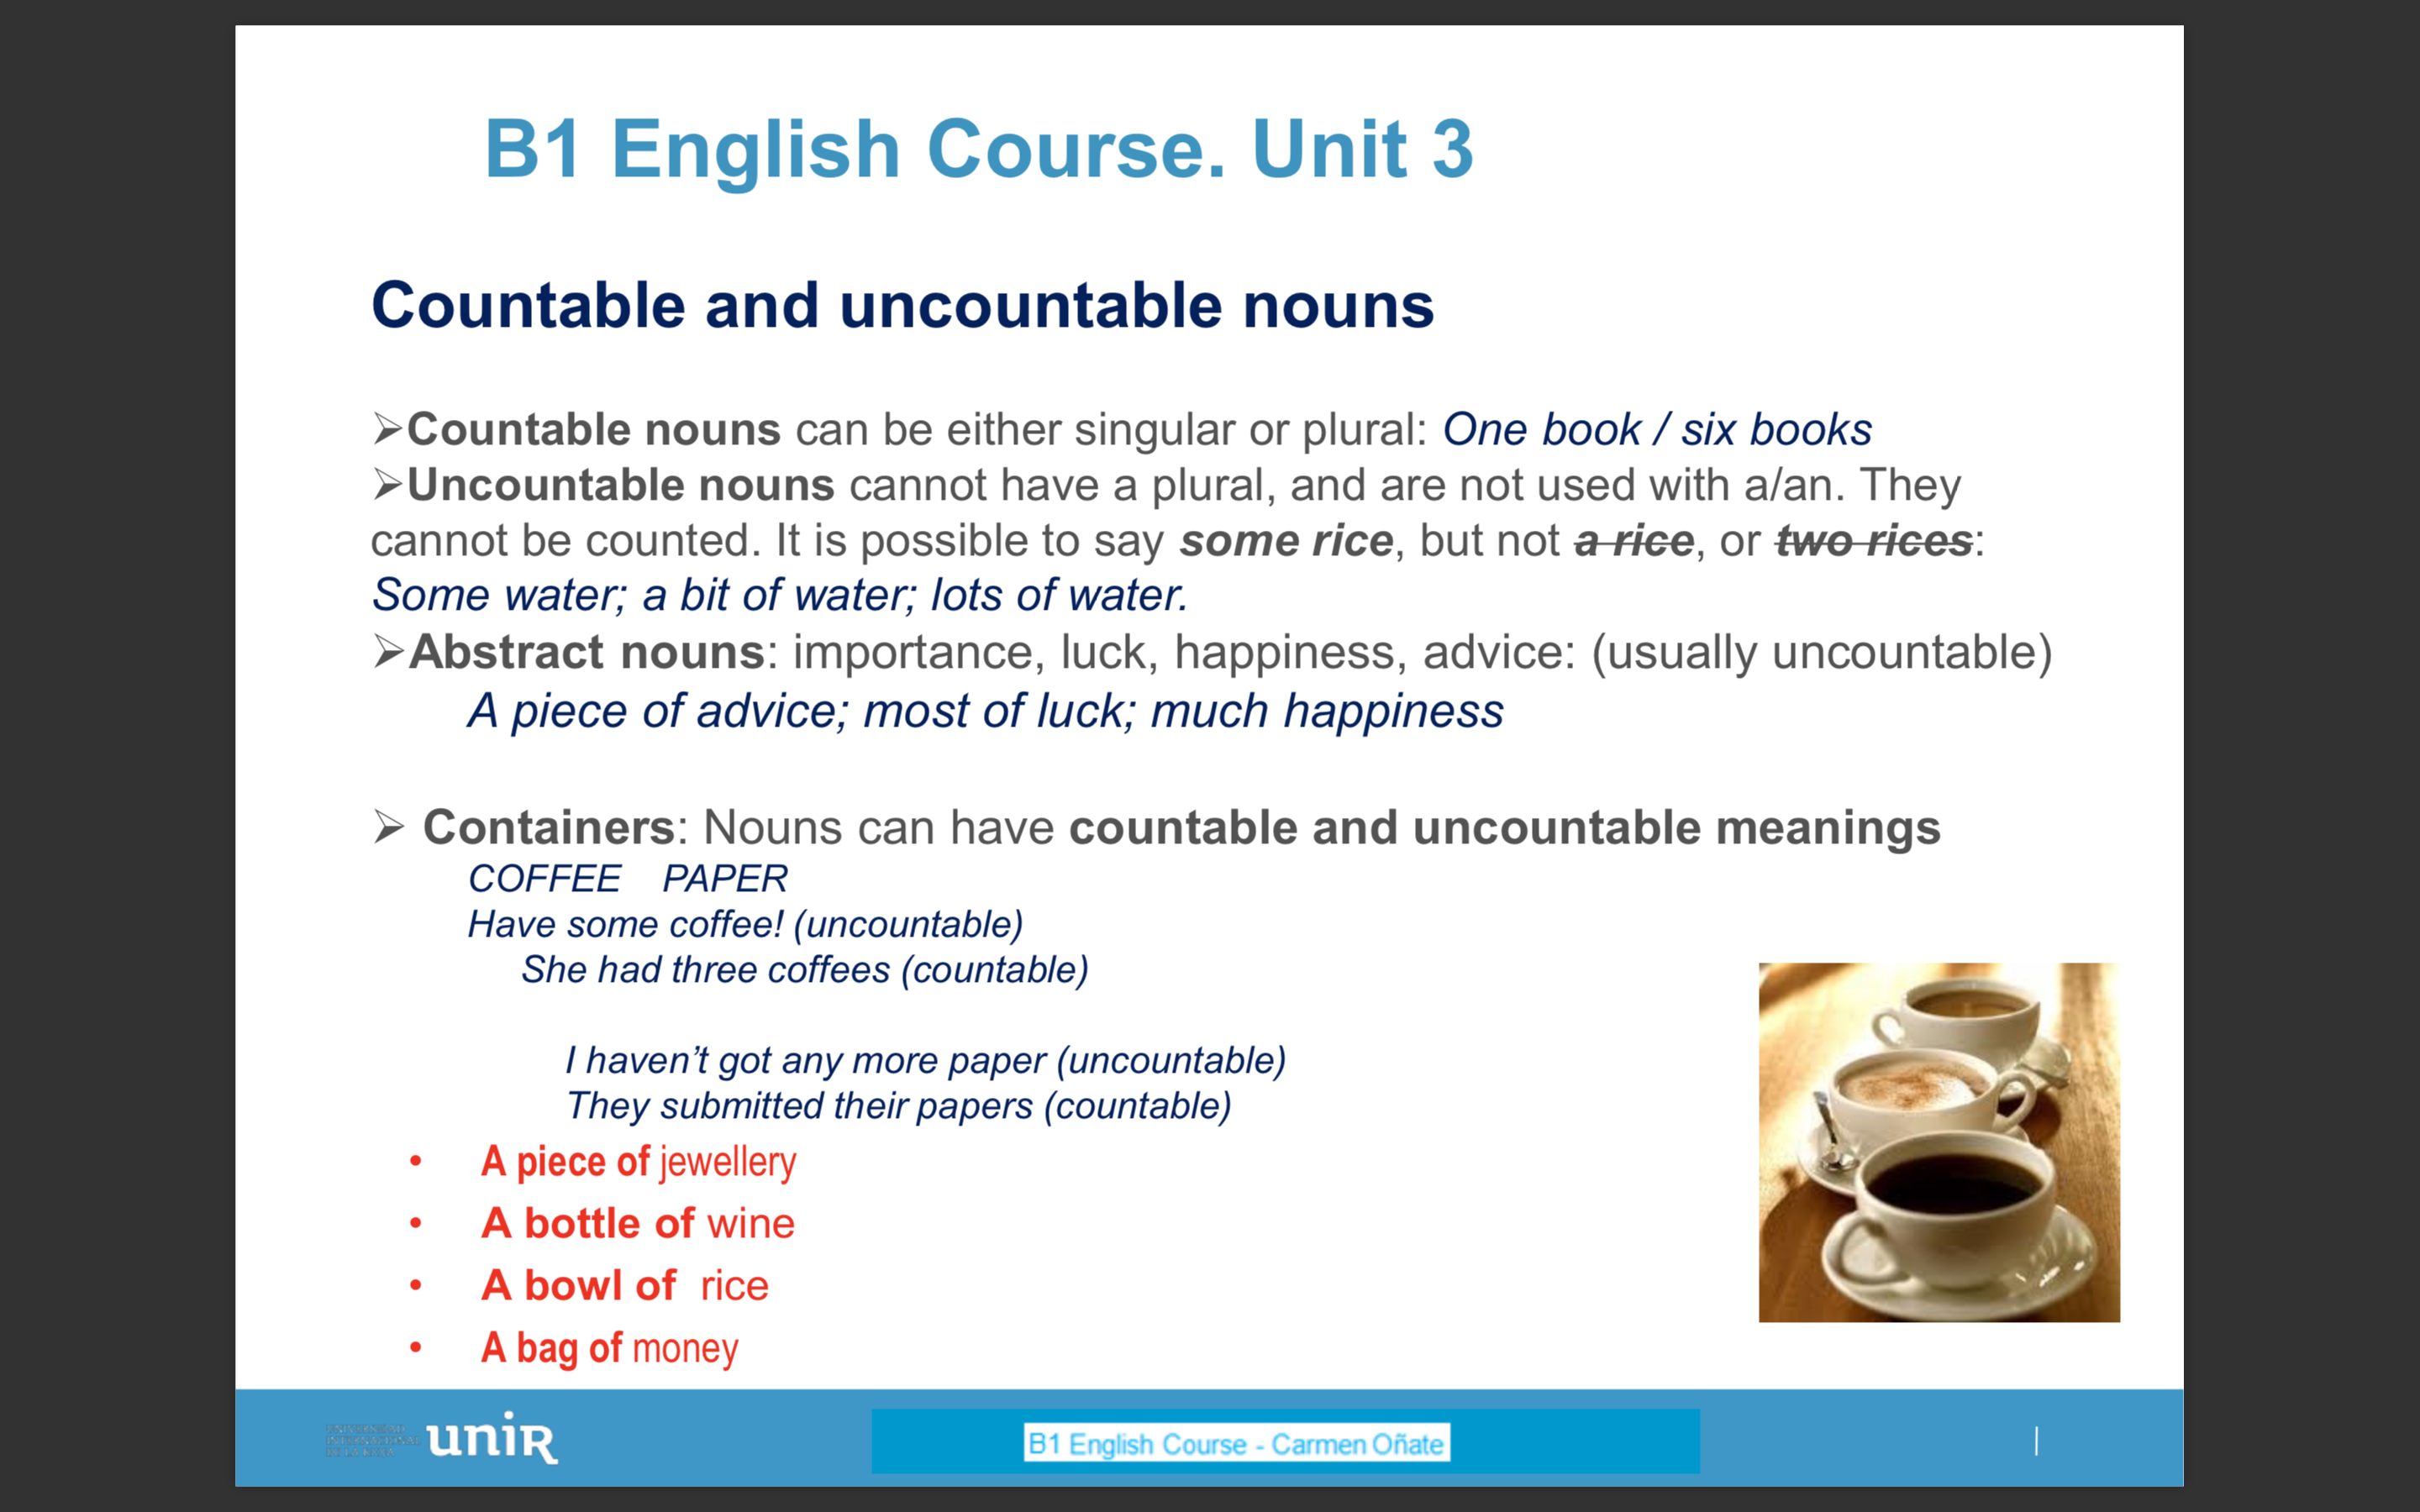 B1 English Course. Unit 3
Countable and uncountable nouns
➢Countable nouns can be either singular or plural: One book / six books
➢Uncountable nouns cannot have a plural, and are not used with a/an. They
cannot be counted. It is possible to say some rice, but not a rice, or two rices:
Some water; a bit of water; lots of water.
➢Abstract nouns: importance, luck, happiness, advice: (usually uncountable)
A piece of advice; most of luck; much happiness
➢ Containers: Nouns can have countable and uncountable meanings
COFFEE PAPER
Have some coffee! (uncountable)
She had three coffees (countable)
I haven’t got any more paper (uncountable)
They submitted their papers (countable)
• A piece of jewellery
• A bottle of wine
• A bowl of rice
• A bag of money
UNIVERSIDAD
INTERNACIONAL
DE LA RIOJA
uniR
B1 English Course - Carmen Oñate
|